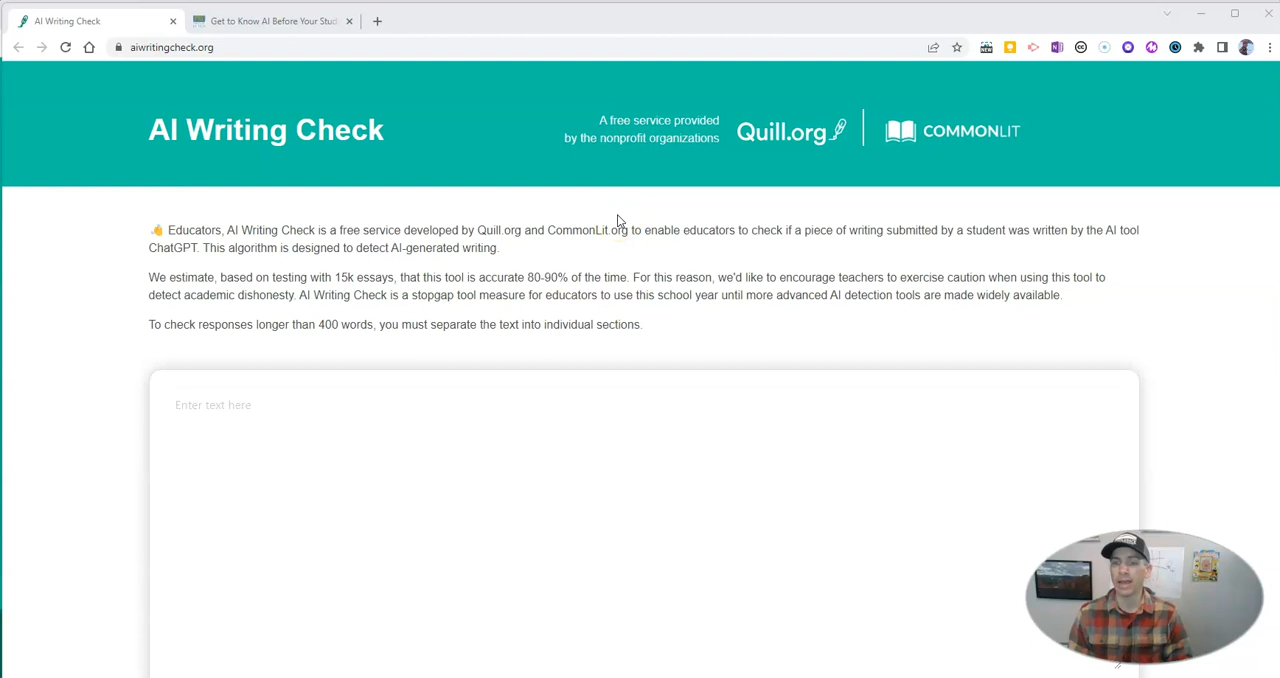 AI Writing Check
Get to Know AI Before Your Stud
aiwritingcheck.org
AI Writing Check
A free service provided
by the nonprofit organizations
Quill.org
COMMONLIT
Educators, AI Writing Check is a free service developed by Quill.org and CommonLit.org to enable educators to check if a piece of writing submitted by a student was written by the AI tool
ChatGPT. This algorithm is designed to detect AI-generated writing.
We estimate, based on testing with 15k essays, that this tool is accurate 80-90% of the time. For this reason, we'd like to encourage teachers to exercise caution when using this tool to
detect academic dishonesty. AI Writing Check is a stopgap tool measure for educators to use this school year until more advanced AI detection tools are made widely available.
To check responses longer than 400 words, you must separate the text into individual sections.
Enter text here